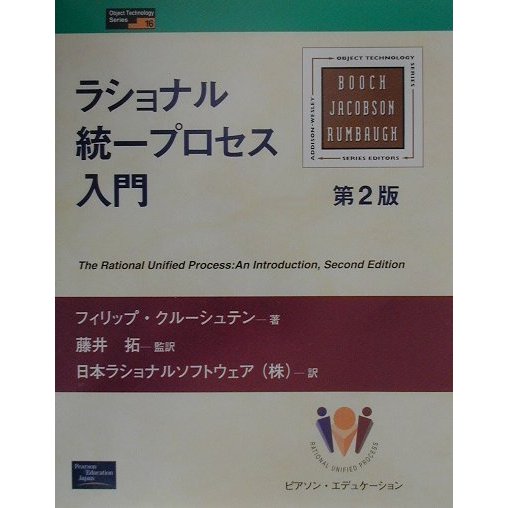 Object Technology
Series 16
ラショナル
統一プロセス
入門
OBJECT TECHNOLOGY
ADDISON-WESLEY
SERIES
BOOCH
JACOBSON
RUMBAUGH
SERIES EDITORS
第2版
The Rational Unified Process:An Introduction, Second Edition
フィリップ・クルーシュテン―著
藤井 拓―監訳
日本ラショナルソフトウェア(株)―訳
RATIONAL UNIFIED PROCESS
Pearson
Education
Japan
ピアソン・エデュケーション